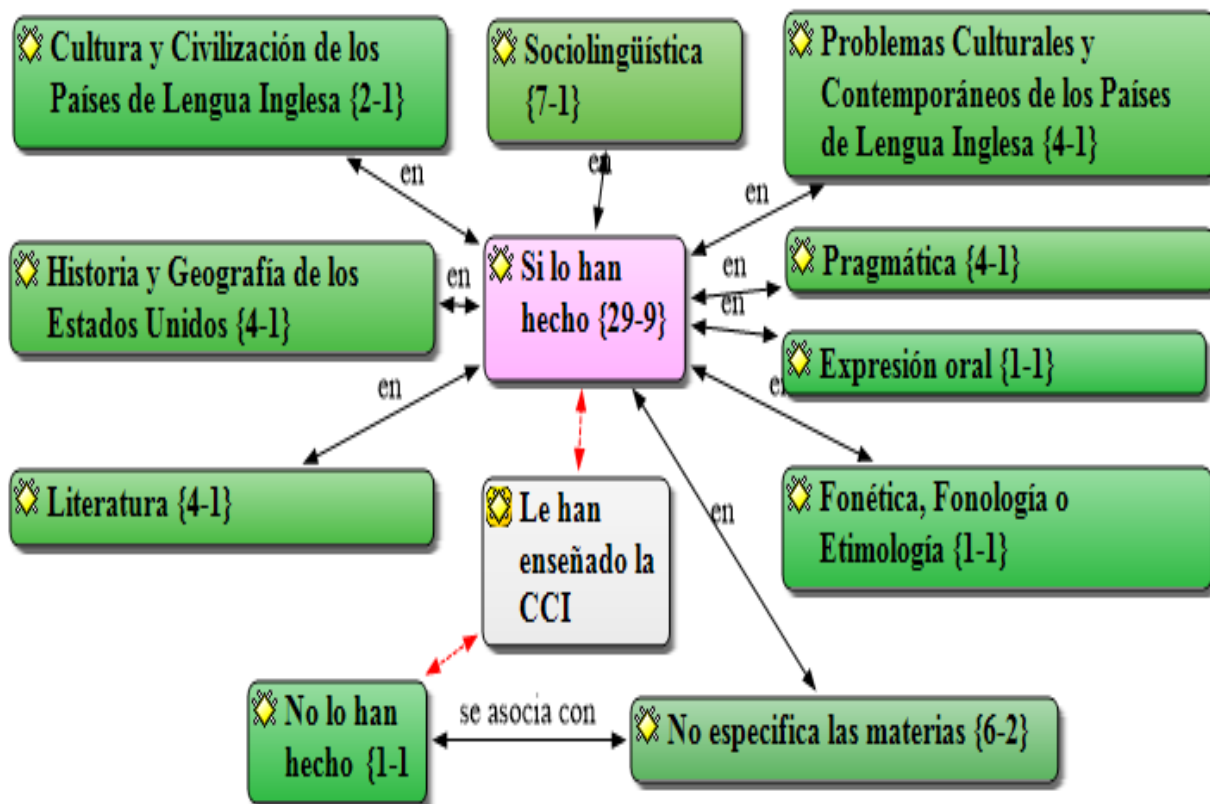 Cultura y Civilización de los
Países de Lengua Inglesa {2-1}
Sociolingüística
{7-1}
Problemas Culturales y
Contemporáneos de los Países
de Lengua Inglesa {4-1}
en
en
en
Historia y Geografía de los
Estados Unidos {4-1}
en
Si lo han
hecho {29-9}
en
Pragmática {4-1}
en
Expresión oral {1-1}
en
en
Literatura {4-1}
Le han
enseñado la
CCI
en
Fonética, Fonología o
Etimología {1-1}
No lo han
hecho {1-1
se asocia con
No especifica las materias {6-2}